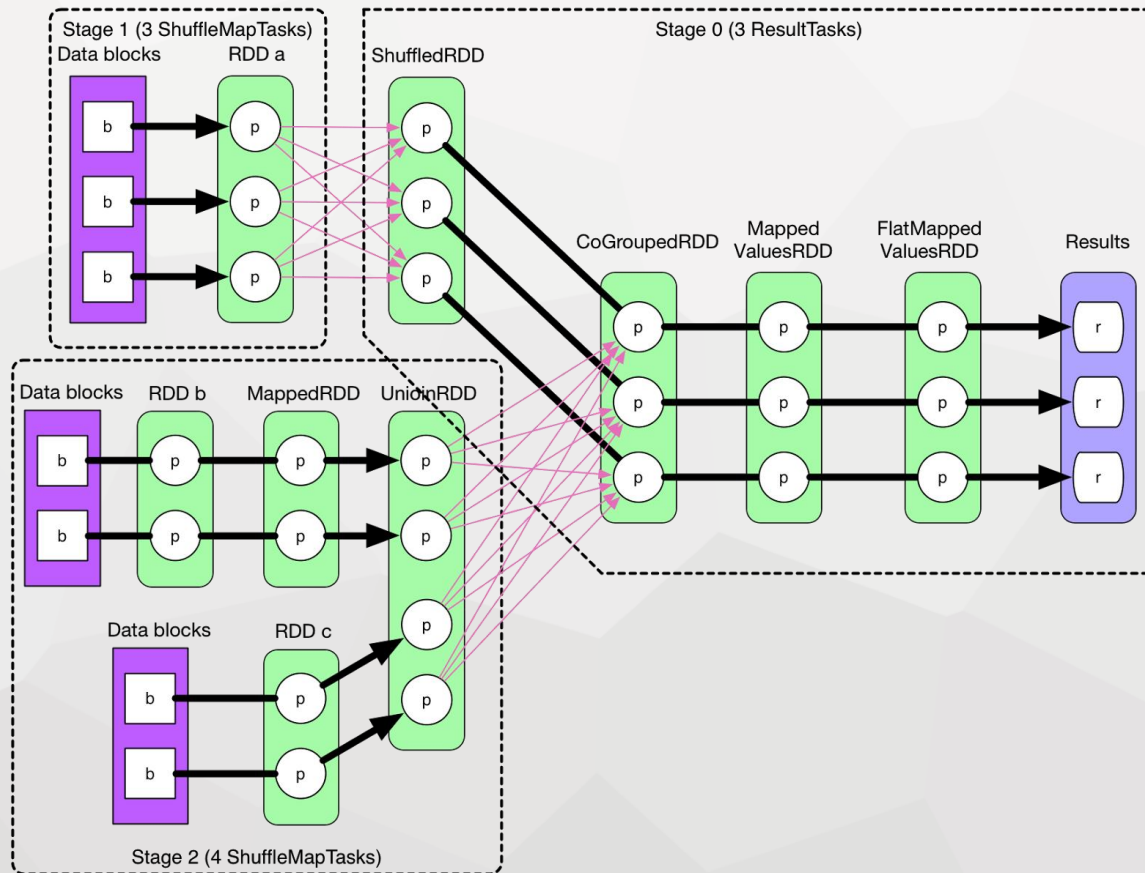 Stage 1 (3 ShuffleMapTasks)
Data blocks
RDD a
b
p
b
p
b
p
Stage 0 (3 ResultTasks)
ShuffledRDD
p
p
p
CoGroupedRDD
Mapped
ValuesRDD
FlatMapped
ValuesRDD
Results
p
p
p
r
p
p
p
r
p
p
p
r
Data blocks
RDD b
MappedRDD
UnioinRDD
b
p
p
p
b
p
p
p
Data blocks
RDD c
p
b
p
p
b
p
Stage 2 (4 ShuffleMapTasks)